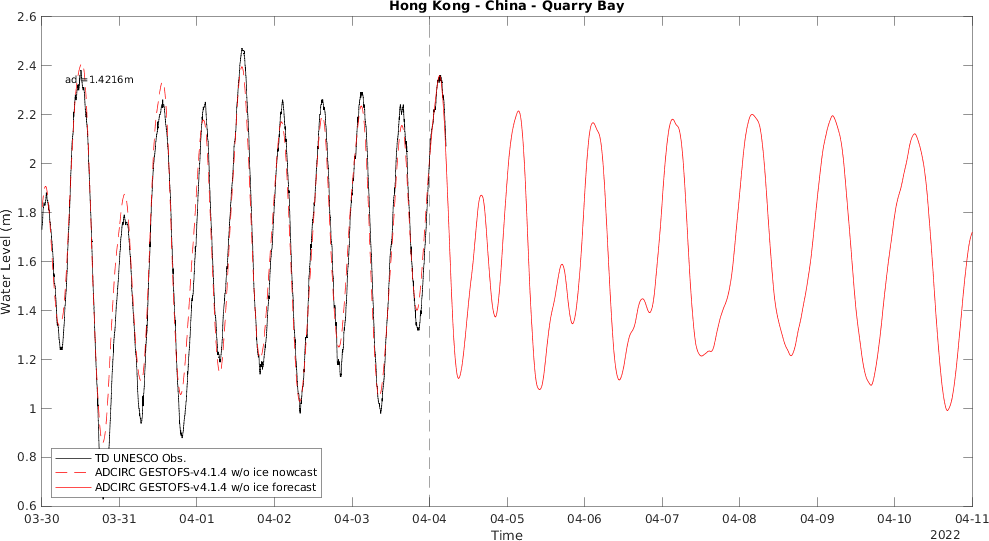 Hong Kong - China - Quarry Bay
2.6
2.4
2.2
2
1.8
1.6
1.4
1.2
1
0.8
0.6
Water Level (m)
ad =1.4216m
TD UNESCO Obs.
ADCIRC GESTOFS-v4.1.4 w/o ice nowcast
ADCIRC GESTOFS-v4.1.4 w/o ice forecast
03-30 03-31 04-01 04-02 04-03 04-04 04-05 04-06 04-07 04-08 04-09 04-10 04-11
Time
2022